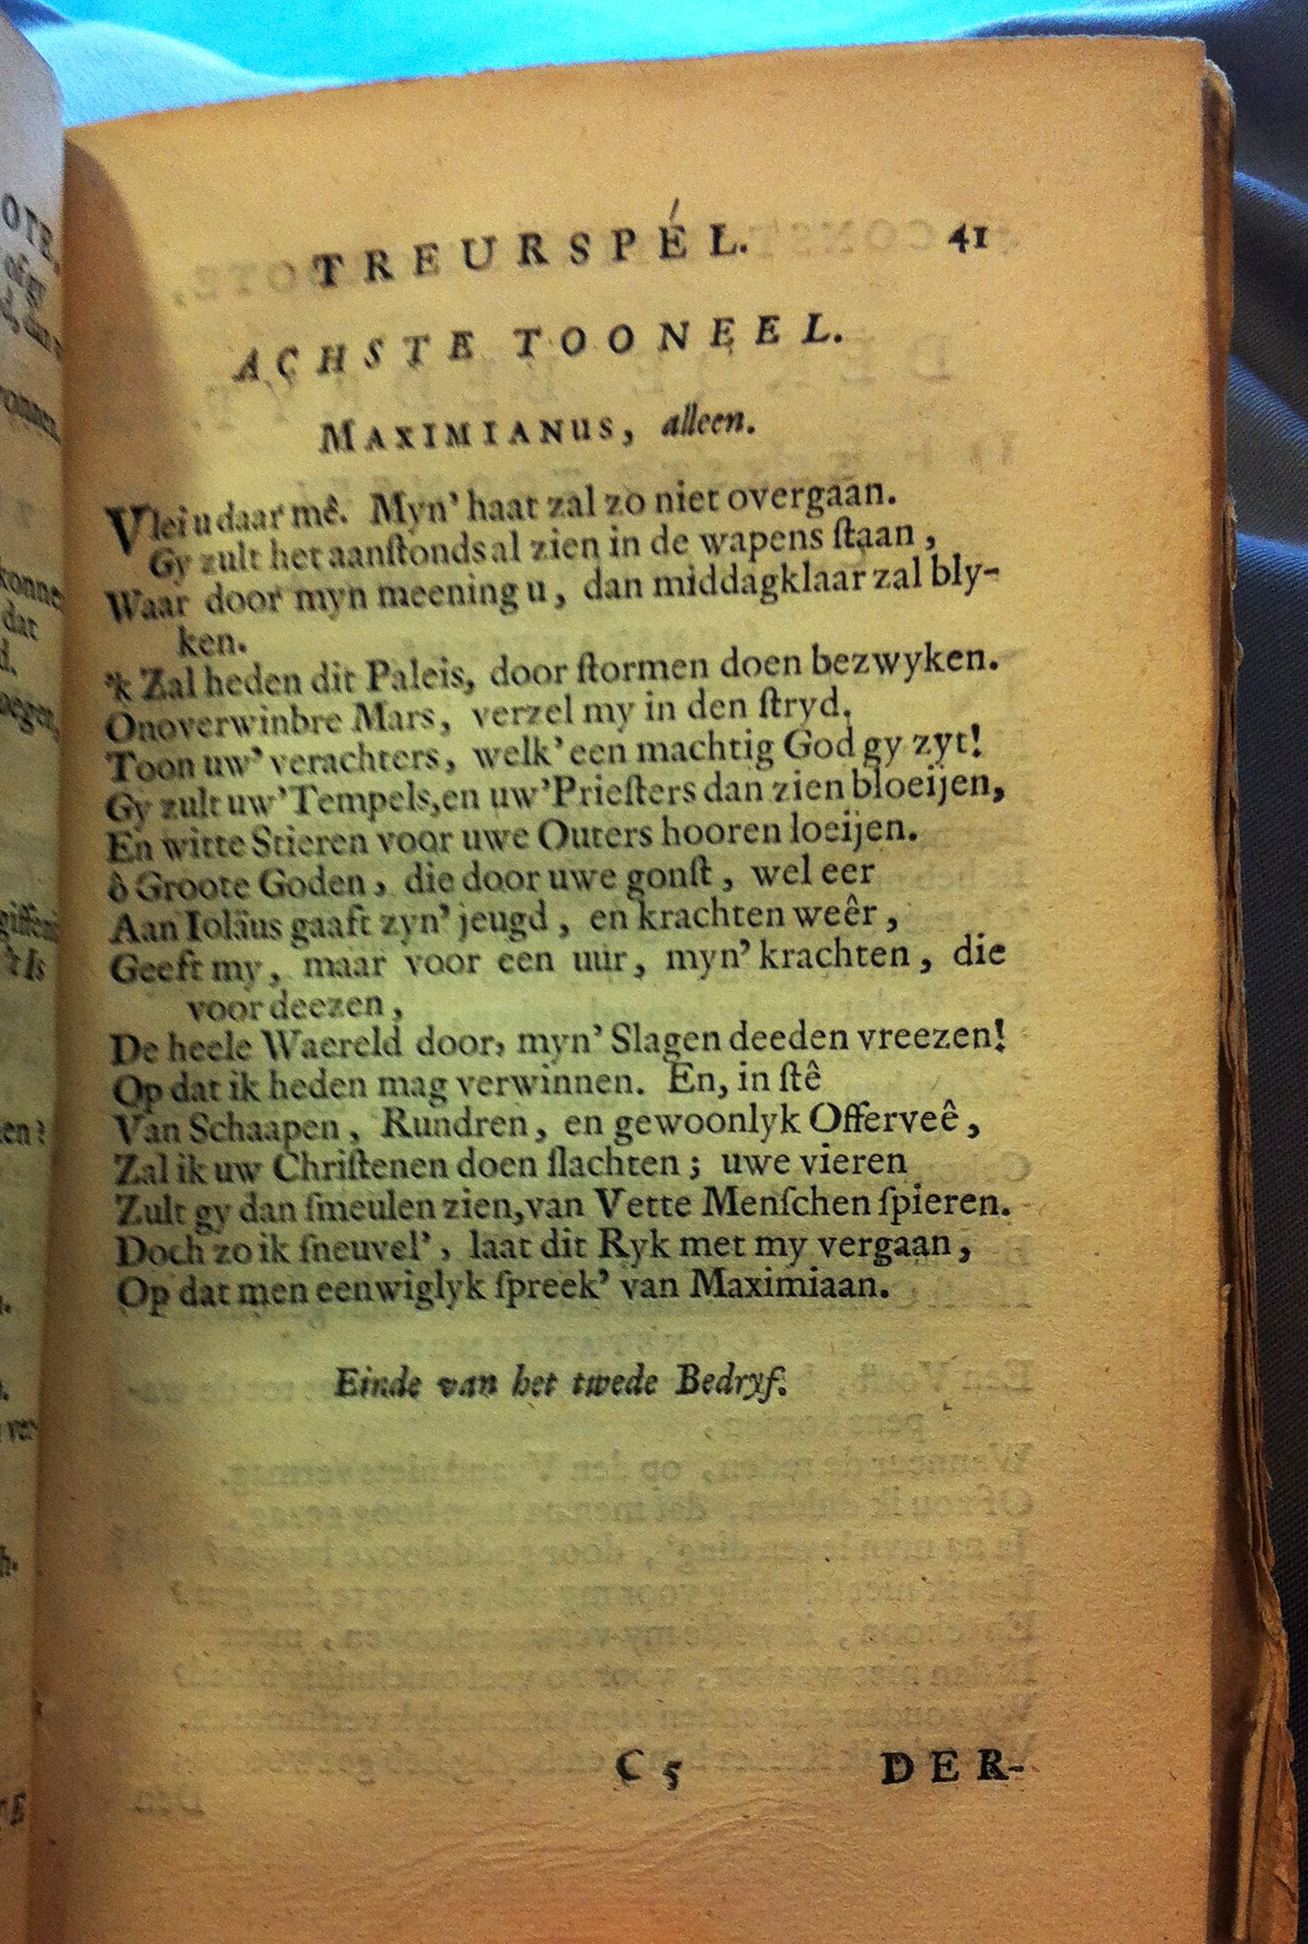 TREURSPÉL. 41
ACHSTE TOONEEL.
MAXIMIANUS, alleen.
Vlei u daar mê. Myn' haat zal zo niet overgaan.
Gy zult het aanſtonds al zien in de wapens ſtaan,
Waar door myn meening u, dan middagklaar zal bly-
ken.
'k Zal heden dit Paleis, door ſtormen doen bezwyken.
Onoverwinbre Mars, verzel my in den ſtryd.
Toon uw' verachters, welk' een machtig God gy zyt!
Gy zult uw' Tempels, en uw' Prieſters dan zien bloeijen,
En witte Stieren voor uwe Outers hooren loeijen.
ô Groote Goden, die door uwe gonſt, wel eer
Aan Ioläus gaaft zyn' jeugd, en krachten weêr,
Geeft my, maar voor een uur, myn' krachten, die
voor deezen,
De heele Waereld door, myn' Slagen deeden vreezen!
Op dat ik heden mag verwinnen. En, in ſtê
Van Schaapen, Rundren, en gewoonlyk Offerveê,
Zal ik uw Chriſtenen doen ſlachten; uwe vieren
Zult gy dan ſmeulen zien, van Vette Menſchen ſpieren.
Doch zo ik ſneuvel', laat dit Ryk met my vergaan,
Op dat men eenwiglyk ſpreek' van Maximiaan.
Einde van het twede Bedryf.
C 5 DER-